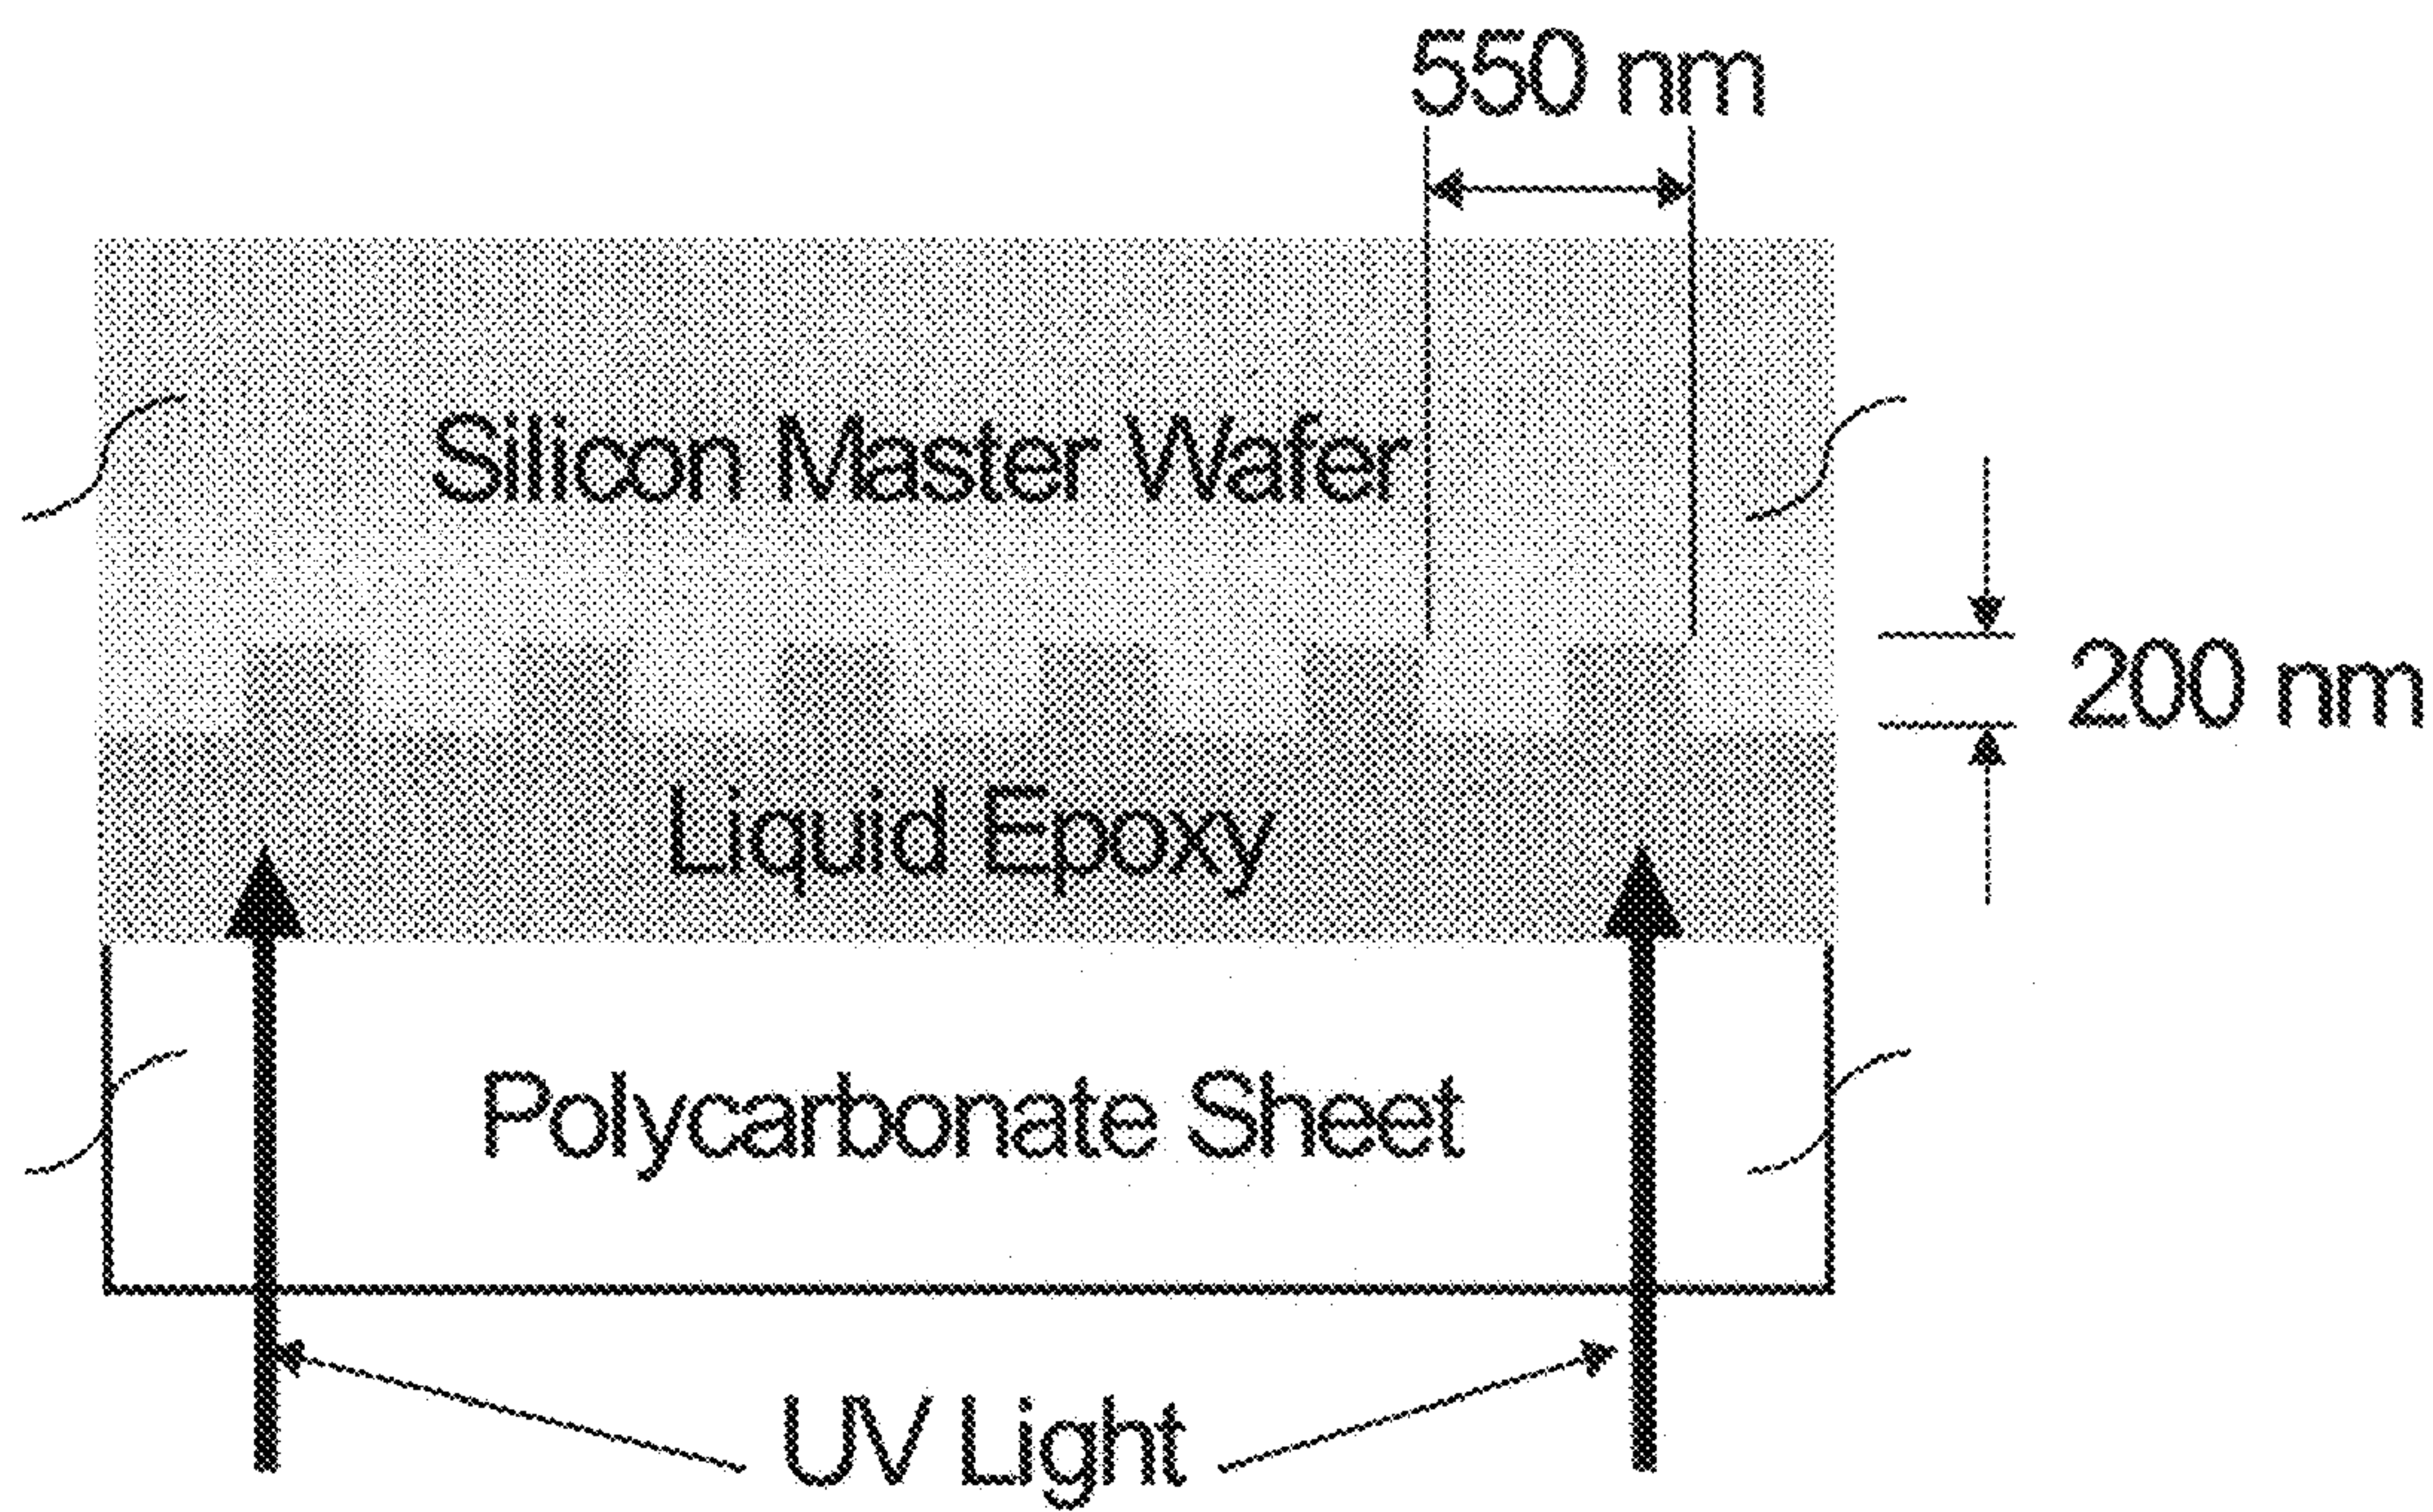 550 nm
Silicon Master Wafer
200 nm
Liquid Epoxy
Polycarbonate Sheet
UV Light